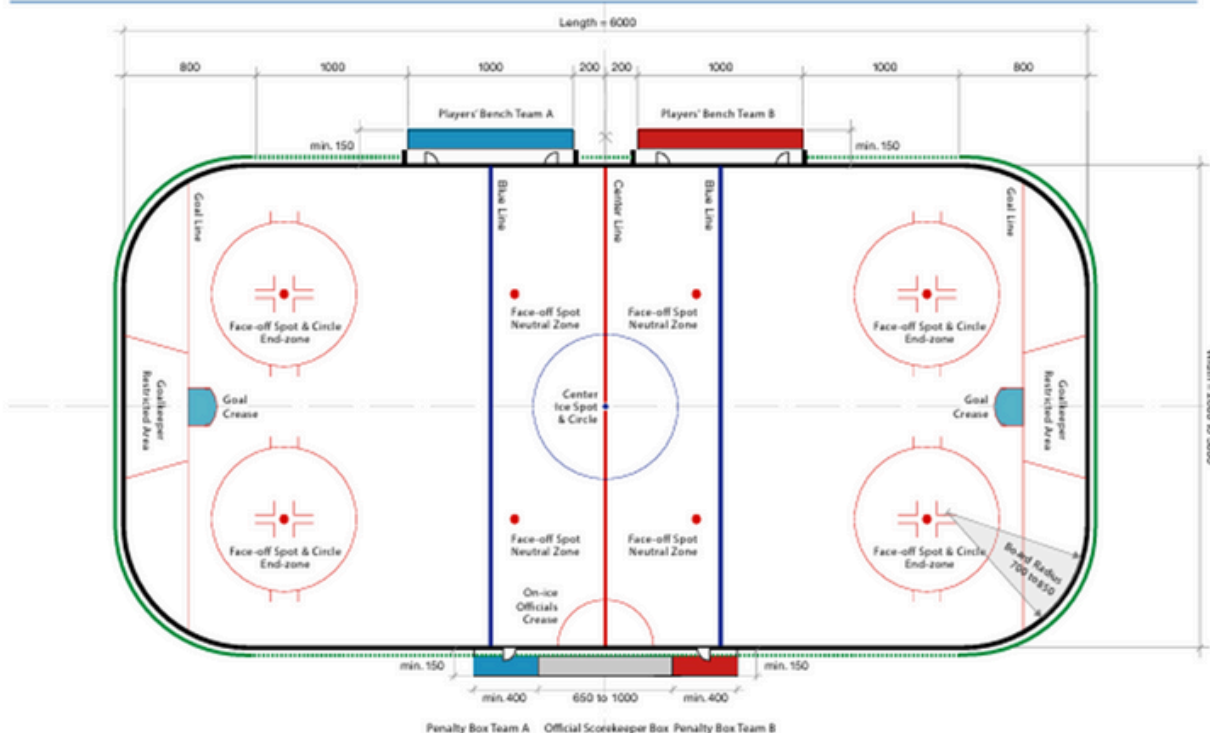 Length = 6000
800 1000 1000 200 200 1000 1000 800
Players' Bench Team A
Players' Bench Team B
min. 150
min. 150
Goal Line
Blue Line
Center Line
Blue Line
Goal Line
Face-off Spot & Circle
End-zone
Face-off Spot
Neutral Zone
Face-off Spot
Neutral Zone
Face-off Spot & Circle
End-zone
Goalkeeper
Restricted Area
Goal
Crease
Center
Ice Spot
& Circle
Goal
Crease
Goalkeeper
Restricted Area
Face-off Spot & Circle
End-zone
Face-off Spot
Neutral Zone
Face-off Spot
Neutral Zone
Face-off Spot & Circle
End-zone
Board Radius
700 to 850
On-ice
Officials
Crease
min. 150
min. 150
min. 400
650 to 1000
min. 400
Penalty Box Team A
Official Scorekeeper Box
Penalty Box Team B